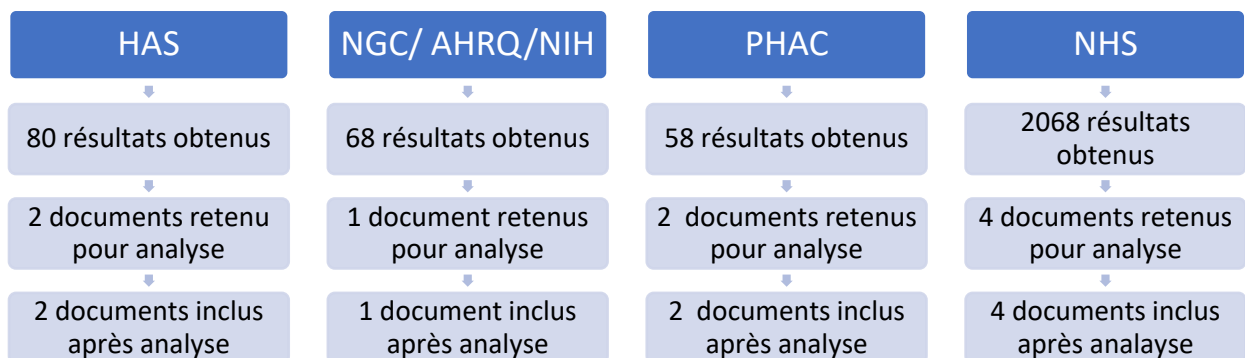 HAS
NGC/ AHRQ/NIH
PHAC
NHS
80 résultats obtenus
68 résultats obtenus
58 résultats obtenus
2068 résultats
obtenus
2 documents retenu
pour analyse
1 document retenus
pour analyse
2 documents retenus
pour analyse
4 documents retenus
pour analyse
2 documents inclus
après analyse
1 document inclus
après analyse
2 documents inclus
après analyse
4 documents inclus
après analayse